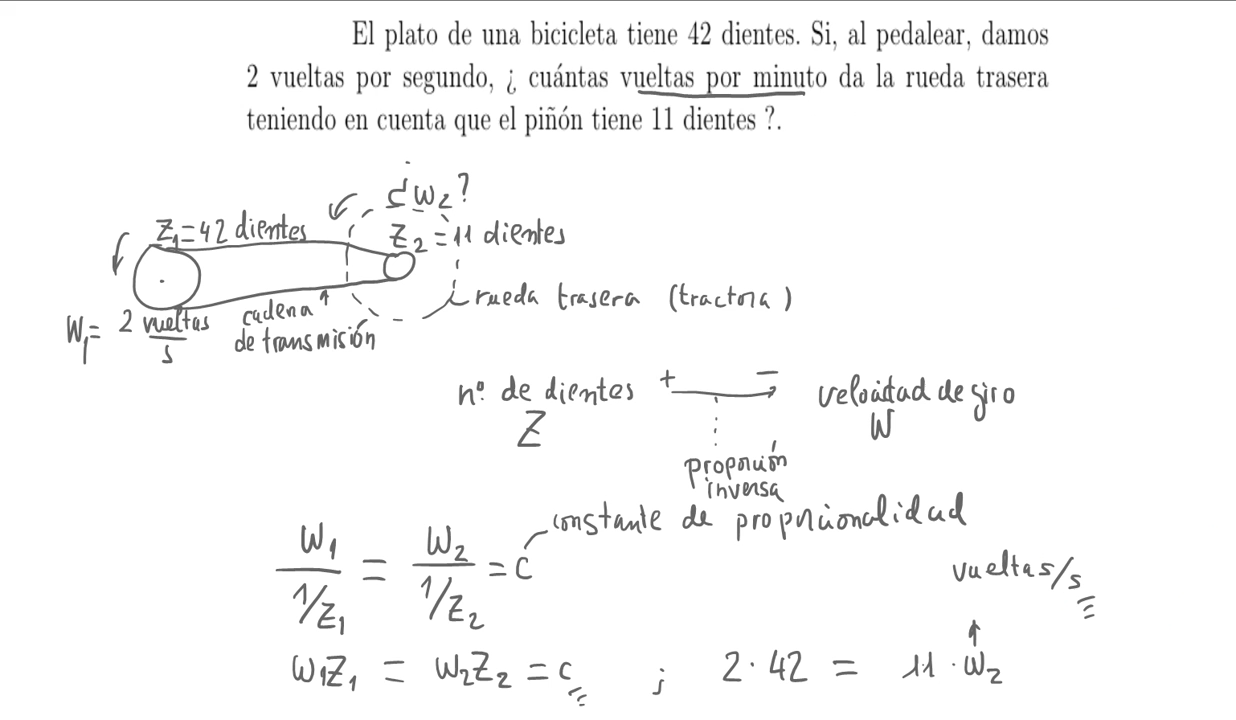 El plato de una bicicleta tiene 42 dientes. Si, al pedalear, damos
2 vueltas por segundo, ¿ cuántas vueltas por minuto da la rueda trasera
teniendo en cuenta que el piñón tiene 11 dientes ?.
¿W₂?
Z₁=42 dientes
Z₂=11 dientes
rueda trasera (tractora)
W₁= 2 vueltas/s
cadena
de transmisión
nº de dientes + → − velocidad de giro
Z W
proporción
inversa
constante de proporcionalidad
W₁/(1/Z₁) = W₂/(1/Z₂) = C
vueltas/s
W₁Z₁ = W₂Z₂ = C ; 2·42 = 11·W₂